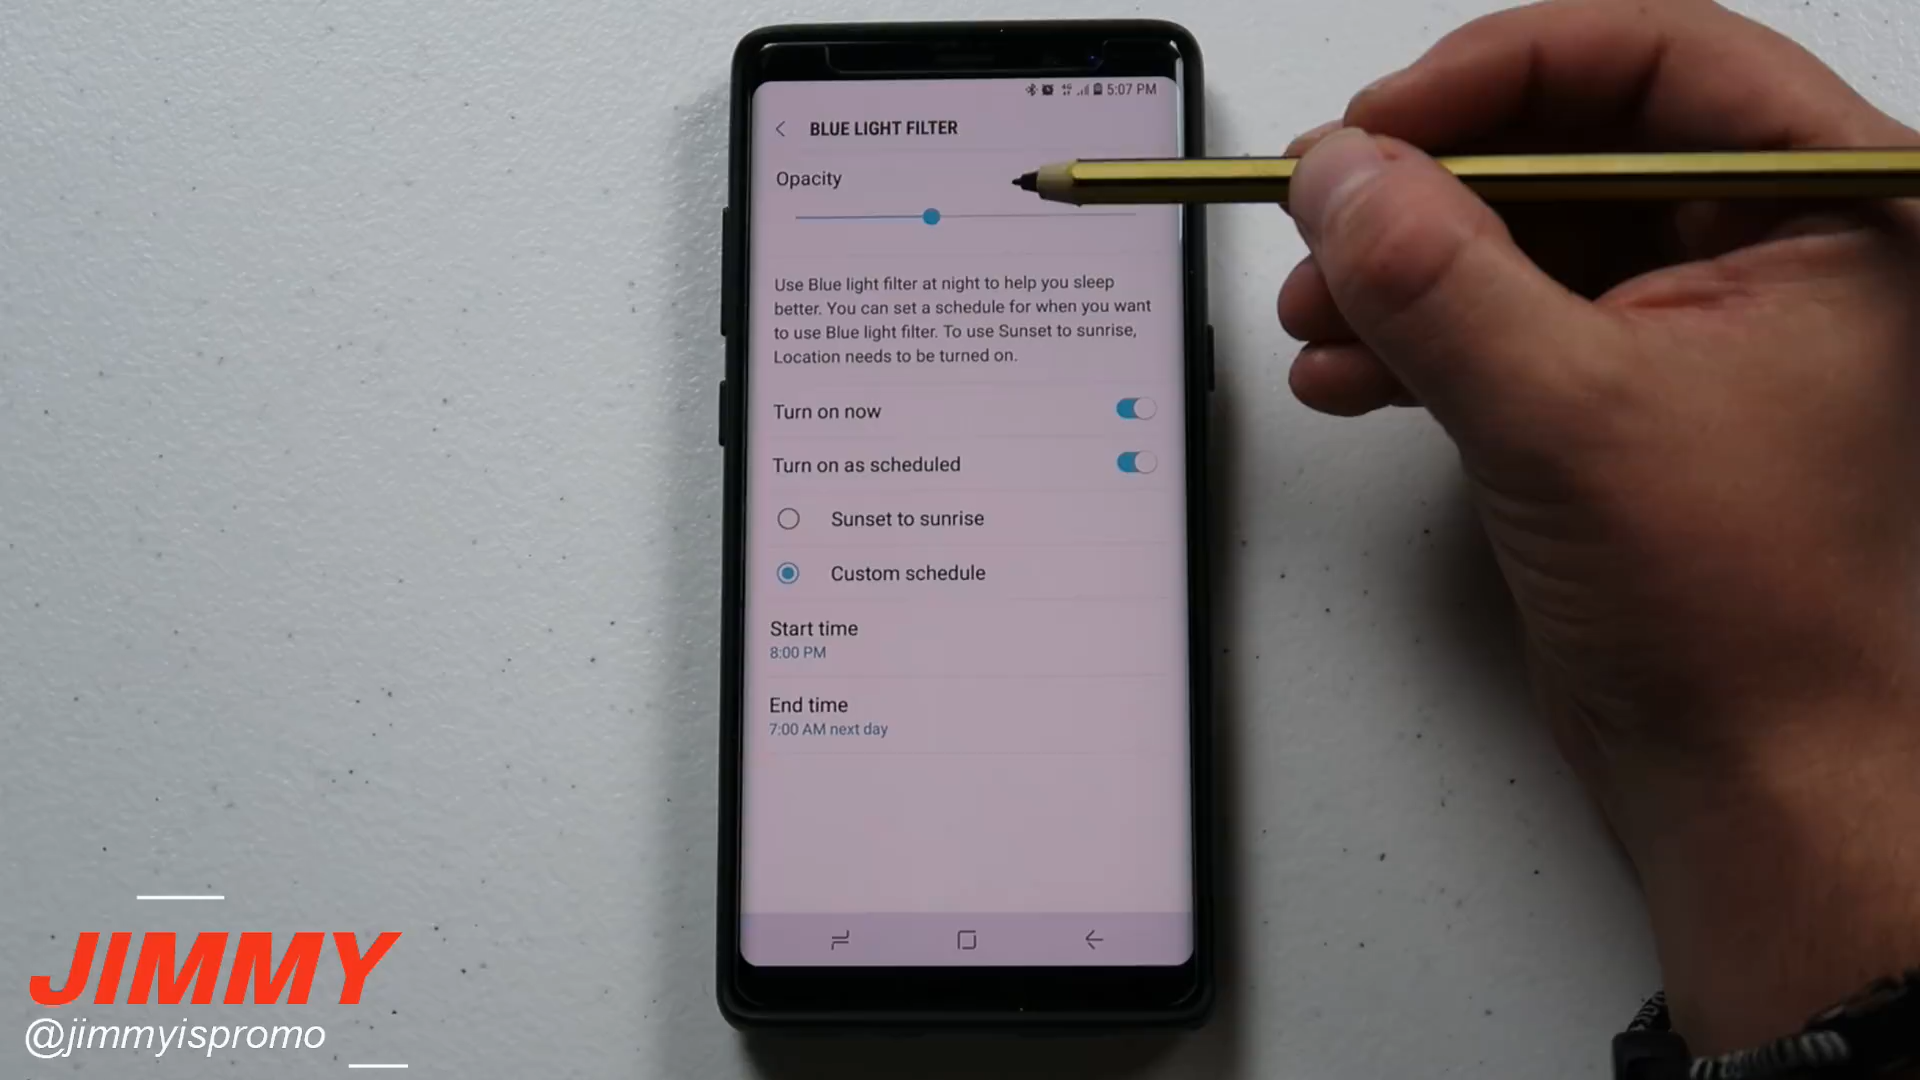 5:07 PM
BLUE LIGHT FILTER
Opacity
Use Blue light filter at night to help you sleep
better. You can set a schedule for when you want
to use Blue light filter. To use Sunset to sunrise,
Location needs to be turned on.
Turn on now
Turn on as scheduled
Sunset to sunrise
Custom schedule
Start time
8:00 PM
End time
7:00 AM next day
JIMMY
@jimmyispromo